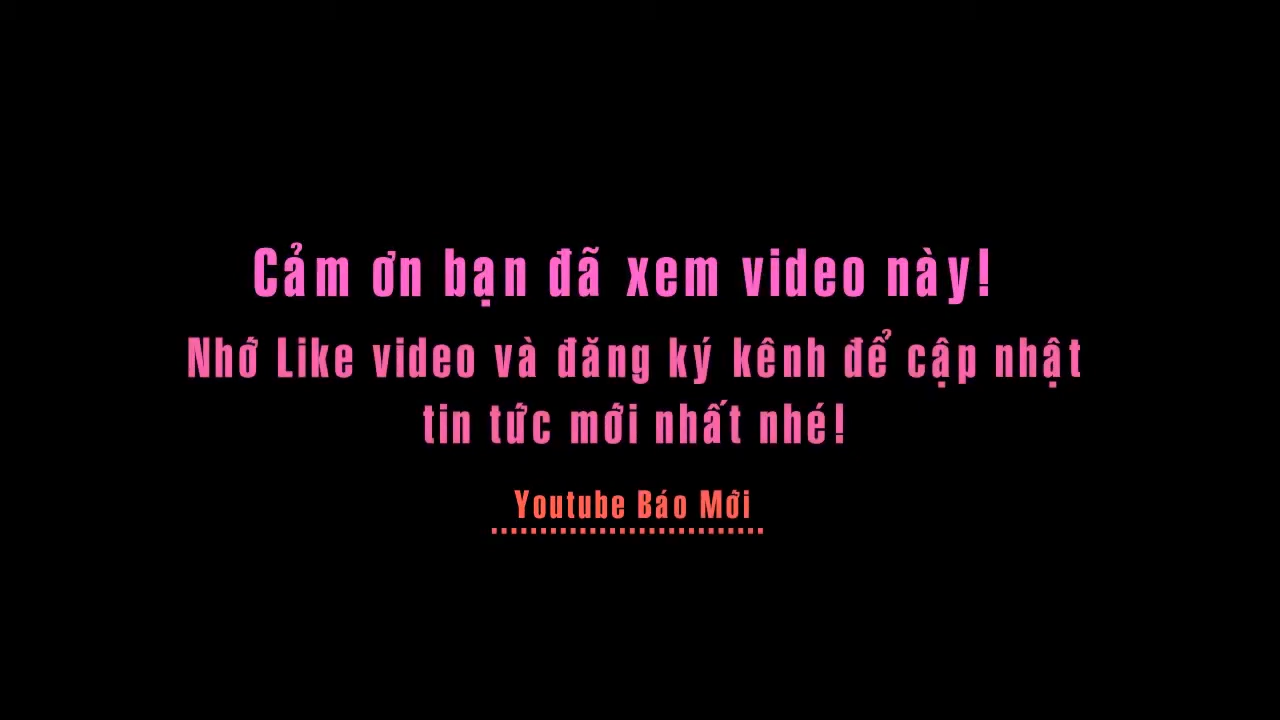 Cảm ơn bạn đã xem video này!
Nhớ Like video và đăng ký kênh để cập nhật
tin tức mới nhất nhé!
Youtube Báo Mới